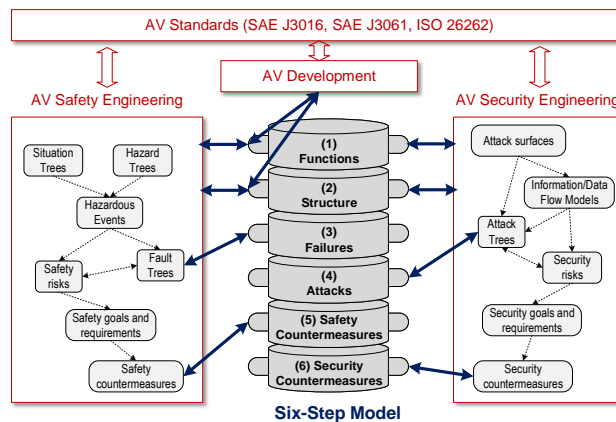 AV Standards (SAE J3016, SAE J3061, ISO 26262)
AV Development
AV Safety Engineering
AV Security Engineering
Situation
Trees
Hazard
Trees
Hazardous
Events
Fault
Trees
Safety
risks
Safety goals and
requirements
Safety
countermeasures
(1)
Functions
(2)
Structure
(3)
Failures
(4)
Attacks
(5) Safety
Countermeasures
(6) Security
Countermeasures
Six-Step Model
Attack surfaces
Information/Data
Flow Models
Attack
Trees
Security
risks
Security goals and
requirements
Security
countermeasures